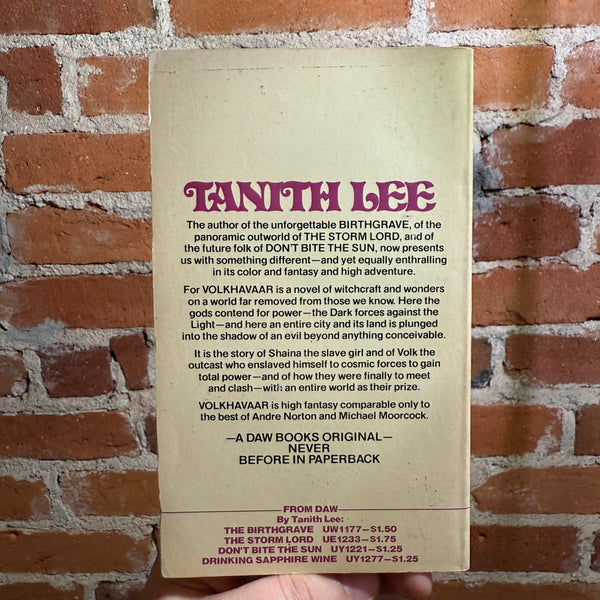 TANITH LEE
The author of the unforgettable BIRTHGRAVE, of the
panoramic outworld of THE STORM LORD, and of
the future folk of DON'T BITE THE SUN, now presents
us with something different—and yet equally enthralling
in its color and fantasy and high adventure.
For VOLKHAVAAR is a novel of witchcraft and wonders
on a world far removed from those we know. Here the
gods contend for power—the Dark forces against the
Light—and here an entire city and its land is plunged
into the shadow of an evil beyond anything conceivable.
It is the story of Shaina the slave girl and of Volk the
outcast who enslaved himself to cosmic forces to gain
total power—and of how they were finally to meet
and clash—with an entire world as their prize.
VOLKHAVAAR is high fantasy comparable only to
the best of Andre Norton and Michael Moorcock.
—A DAW BOOKS ORIGINAL—
NEVER
BEFORE IN PAPERBACK
FROM DAW
By Tanith Lee:
THE BIRTHGRAVE UW1177—$1.50
THE STORM LORD UE1233—$1.75
DON'T BITE THE SUN UY1221—$1.25
DRINKING SAPPHIRE WINE UY1277—$1.25